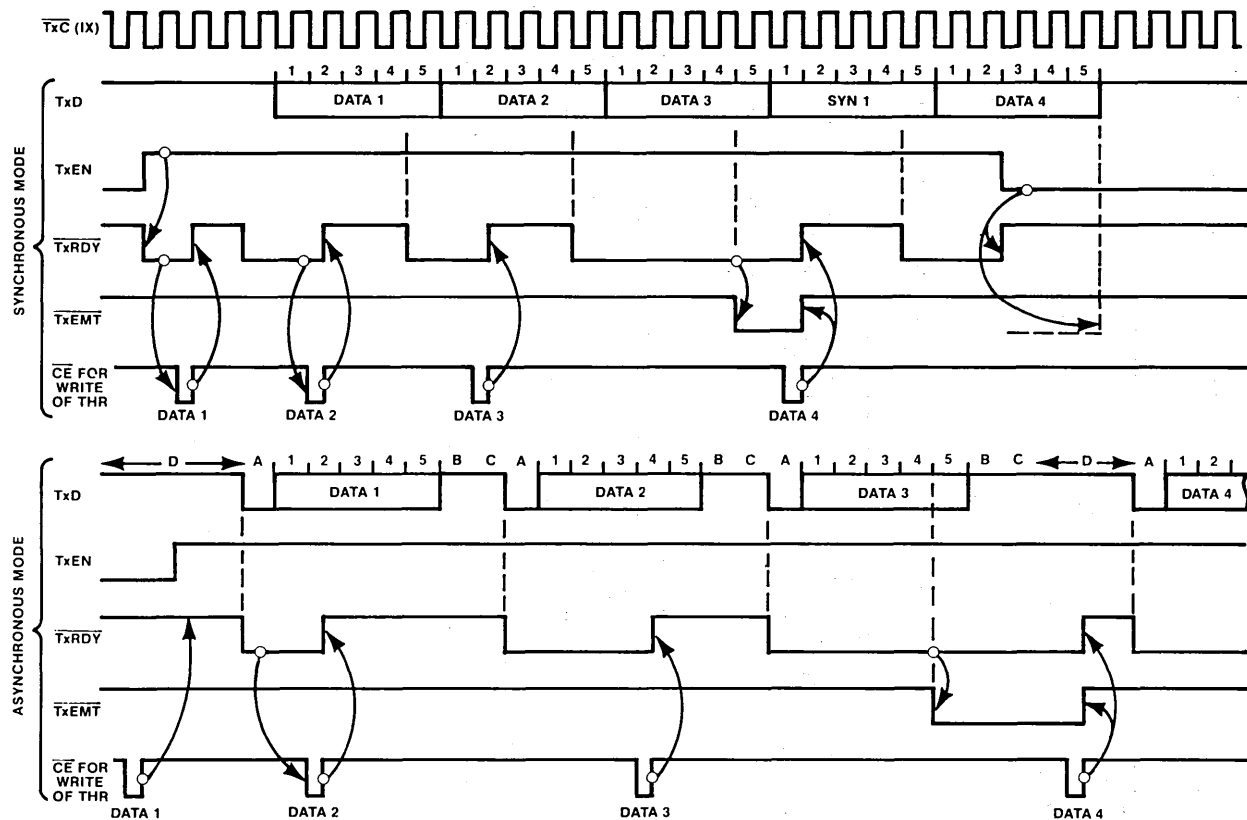 TxC (IX)
SYNCHRONOUS MODE
1 2 3 4 5 1 2 3 4 5 1 2 3 4 5 1 2 3 4 5 1 2 3 4 5
TxD DATA 1 DATA 2 DATA 3 SYN 1 DATA 4
TxEN
TxRDY
TxEMT
CE FOR
WRITE
OF THR
DATA 1 DATA 2 DATA 3 DATA 4
ASYNCHRONOUS MODE
D A 1 2 3 4 5 B C A 1 2 3 4 5 B C A 1 2 3 4 5 B C D A 1 2
TxD DATA 1 DATA 2 DATA 3 DATA 4
TxEN
TxRDY
TxEMT
CE FOR
WRITE
OF THR
DATA 1 DATA 2 DATA 3 DATA 4